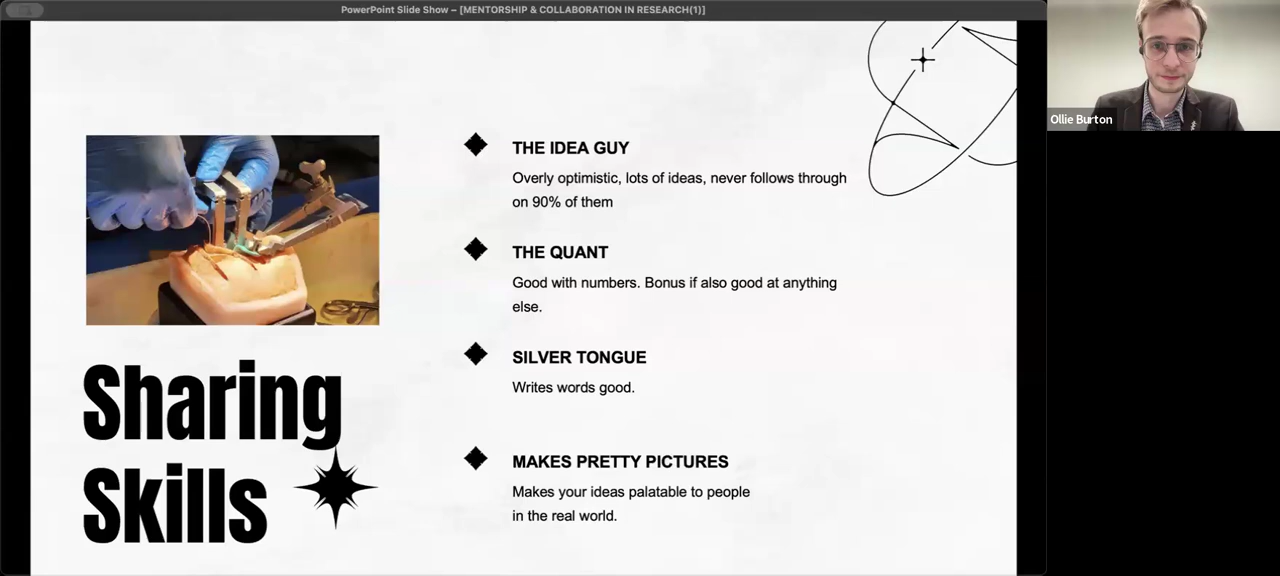 PowerPoint Slide Show – [MENTORSHIP & COLLABORATION IN RESEARCH(1)]
Ollie Burton
THE IDEA GUY
Overly optimistic, lots of ideas, never follows through
on 90% of them
THE QUANT
Good with numbers. Bonus if also good at anything
else.
SILVER TONGUE
Writes words good.
MAKES PRETTY PICTURES
Makes your ideas palatable to people
in the real world.
Sharing
Skills